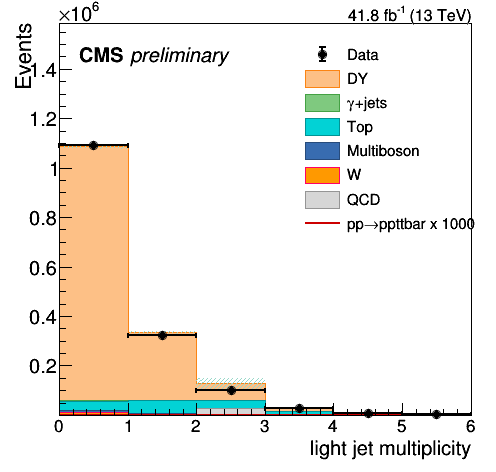 ×10⁶
41.8 fb⁻¹ (13 TeV)
Events
CMS preliminary
Data
DY
γ+jets
Top
Multiboson
W
QCD
pp→ppttbar x 1000
1.4
1.2
1
0.8
0.6
0.4
0.2
0 1 2 3 4 5 6
light jet multiplicity